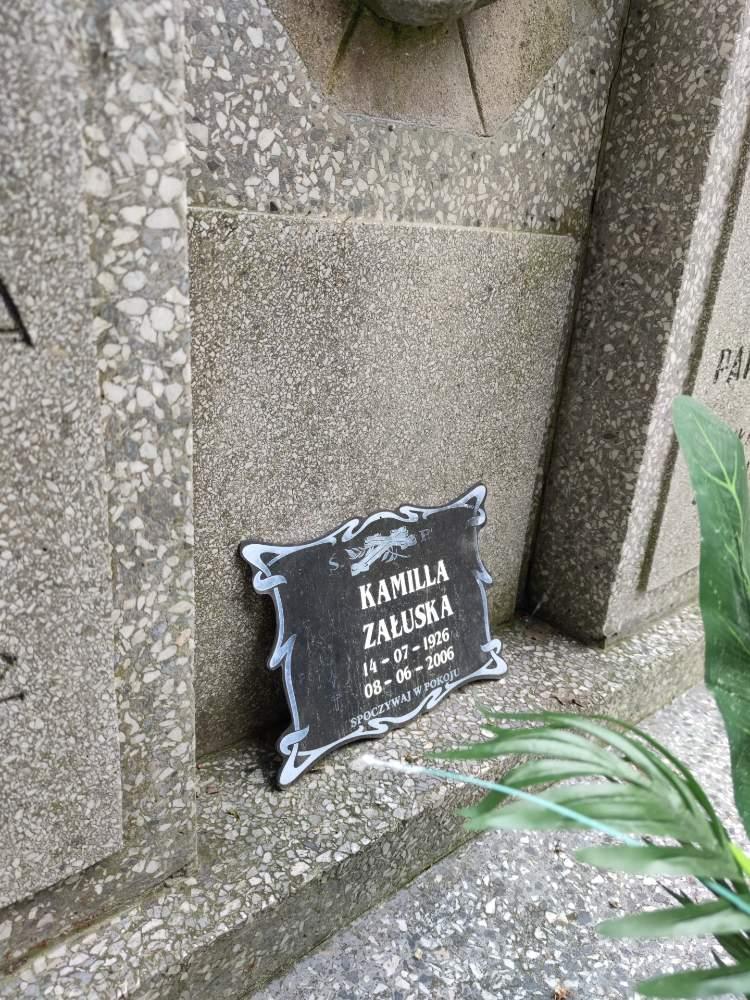 S. P.
KAMILLA
ZAŁUSKA
14 - 07 - 1926
08 - 06 - 2006
SPOCZYWAJ W POKOJU